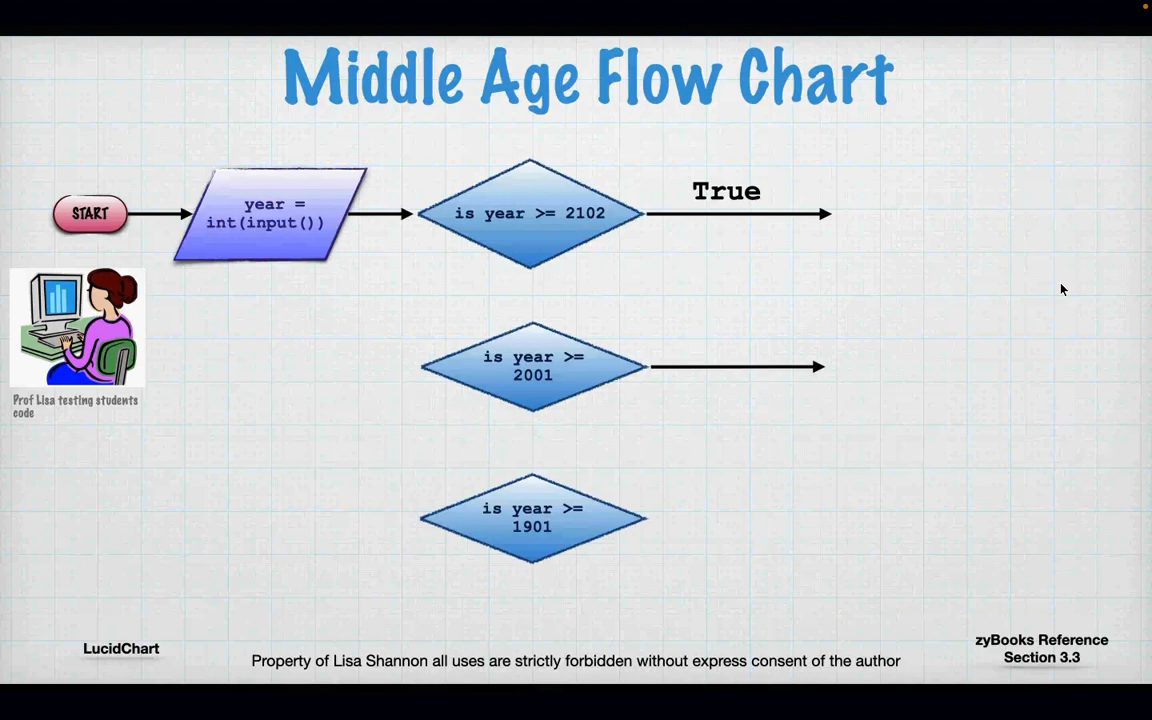 Middle Age Flow Chart
START
year =
int(input())
is year >= 2102
True
is year >=
2001
Prof Lisa testing students
code
is year >=
1901
LucidChart
Property of Lisa Shannon all uses are strictly forbidden without express consent of the author
zyBooks Reference
Section 3.3